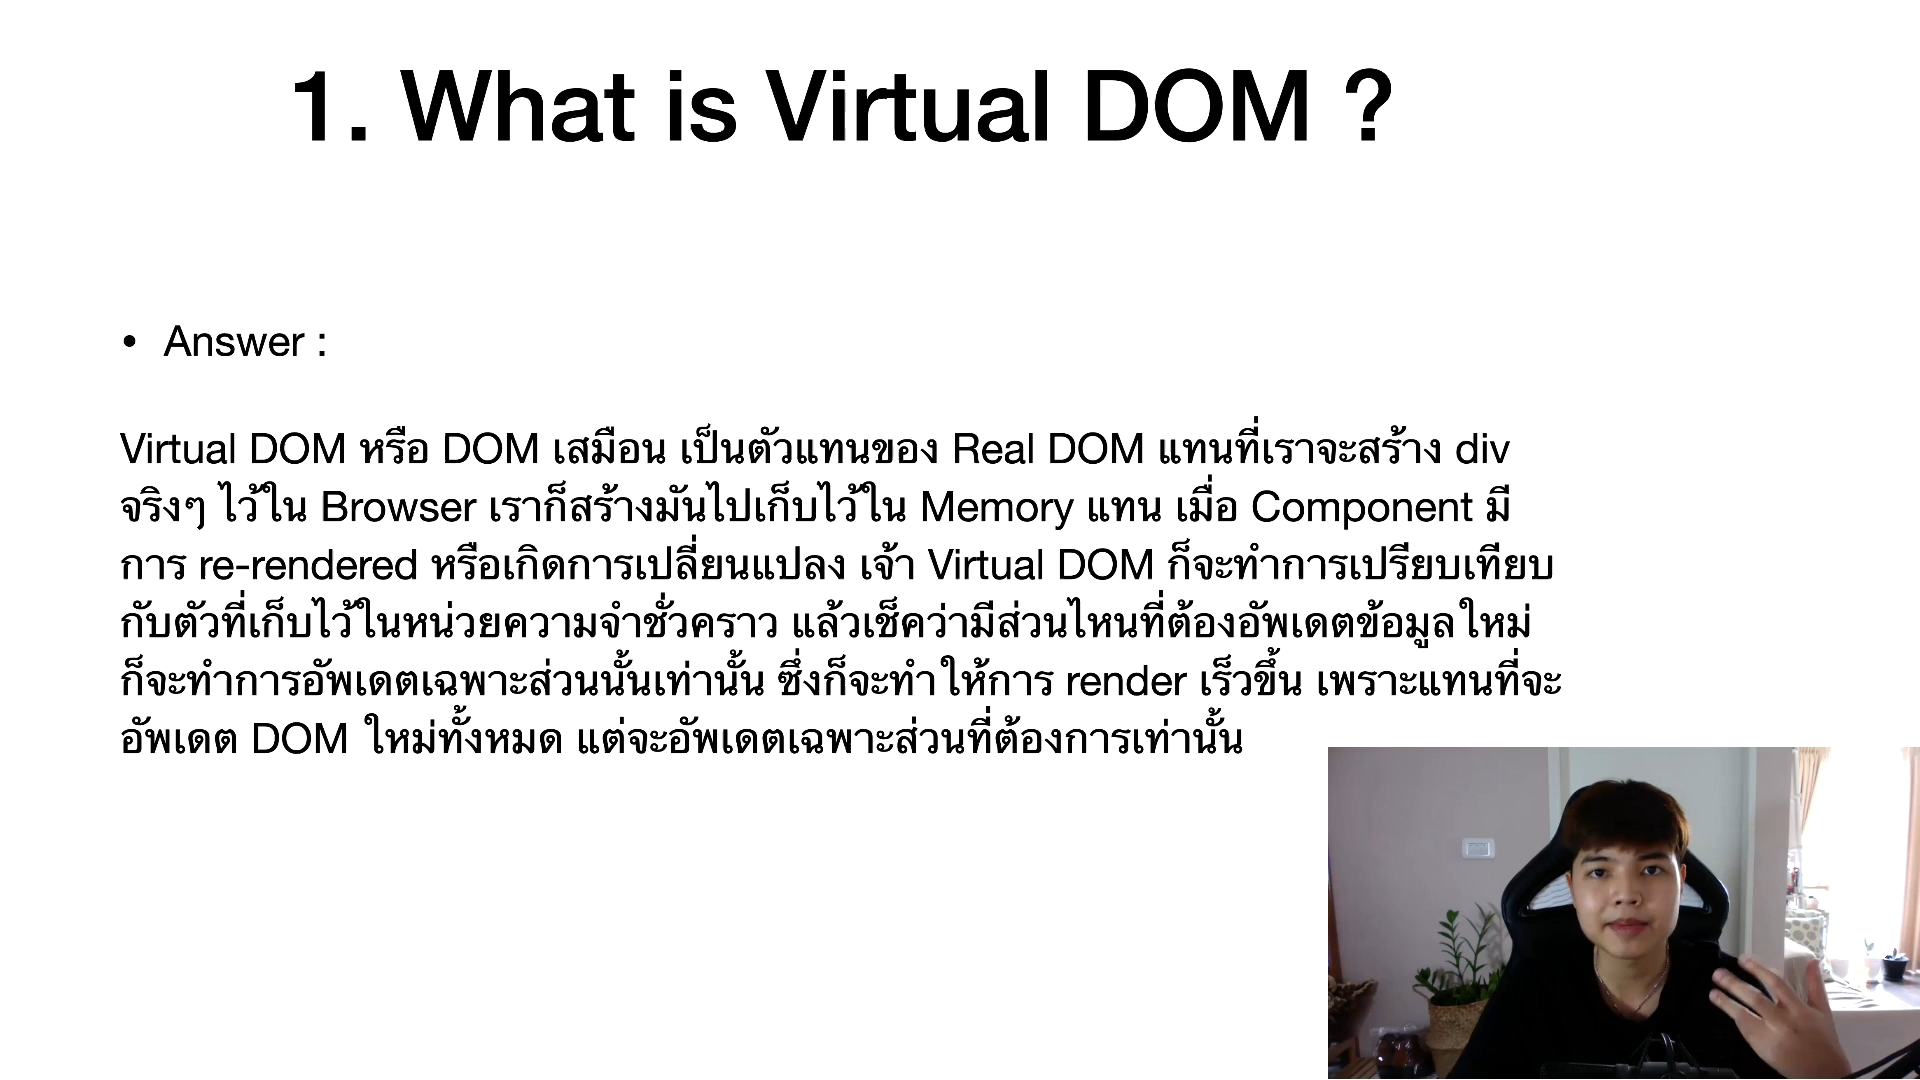 1. What is Virtual DOM ?
• Answer :
Virtual DOM หรือ DOM เสมือน เป็นตัวแทนของ Real DOM แทนที่เราจะสร้าง div
จริงๆ ไว้ใน Browser เราก็สร้างมันไปเก็บไว้ใน Memory แทน เมื่อ Component มี
การ re-rendered หรือเกิดการเปลี่ยนแปลง เจ้า Virtual DOM ก็จะทำการเปรียบเทียบ
กับตัวที่เก็บไว้ในหน่วยความจำชั่วคราว แล้วเช็คว่ามีส่วนไหนที่ต้องอัพเดตข้อมูลใหม่
ก็จะทำการอัพเดตเฉพาะส่วนนั้นเท่านั้น ซึ่งก็จะทำให้การ render เร็วขึ้น เพราะแทนที่จะ
อัพเดต DOM ใหม่ทั้งหมด แต่จะอัพเดตเฉพาะส่วนที่ต้องการเท่านั้น